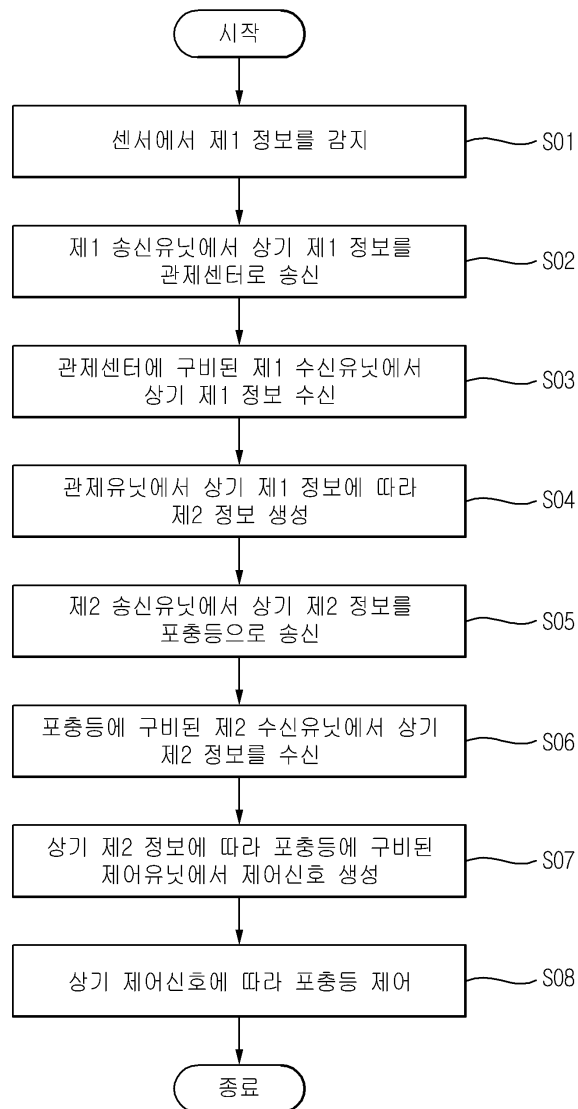 시작
센서에서 제1 정보를 감지
S01
제1 송신유닛에서 상기 제1 정보를
관제센터로 송신
S02
관제센터에 구비된 제1 수신유닛에서
상기 제1 정보 수신
S03
관제유닛에서 상기 제1 정보에 따라
제2 정보 생성
S04
제2 송신유닛에서 상기 제2 정보를
포충등으로 송신
S05
포충등에 구비된 제2 수신유닛에서 상기
제2 정보를 수신
S06
상기 제2 정보에 따라 포충등에 구비된
제어유닛에서 제어신호 생성
S07
상기 제어신호에 따라 포충등 제어
S08
종료